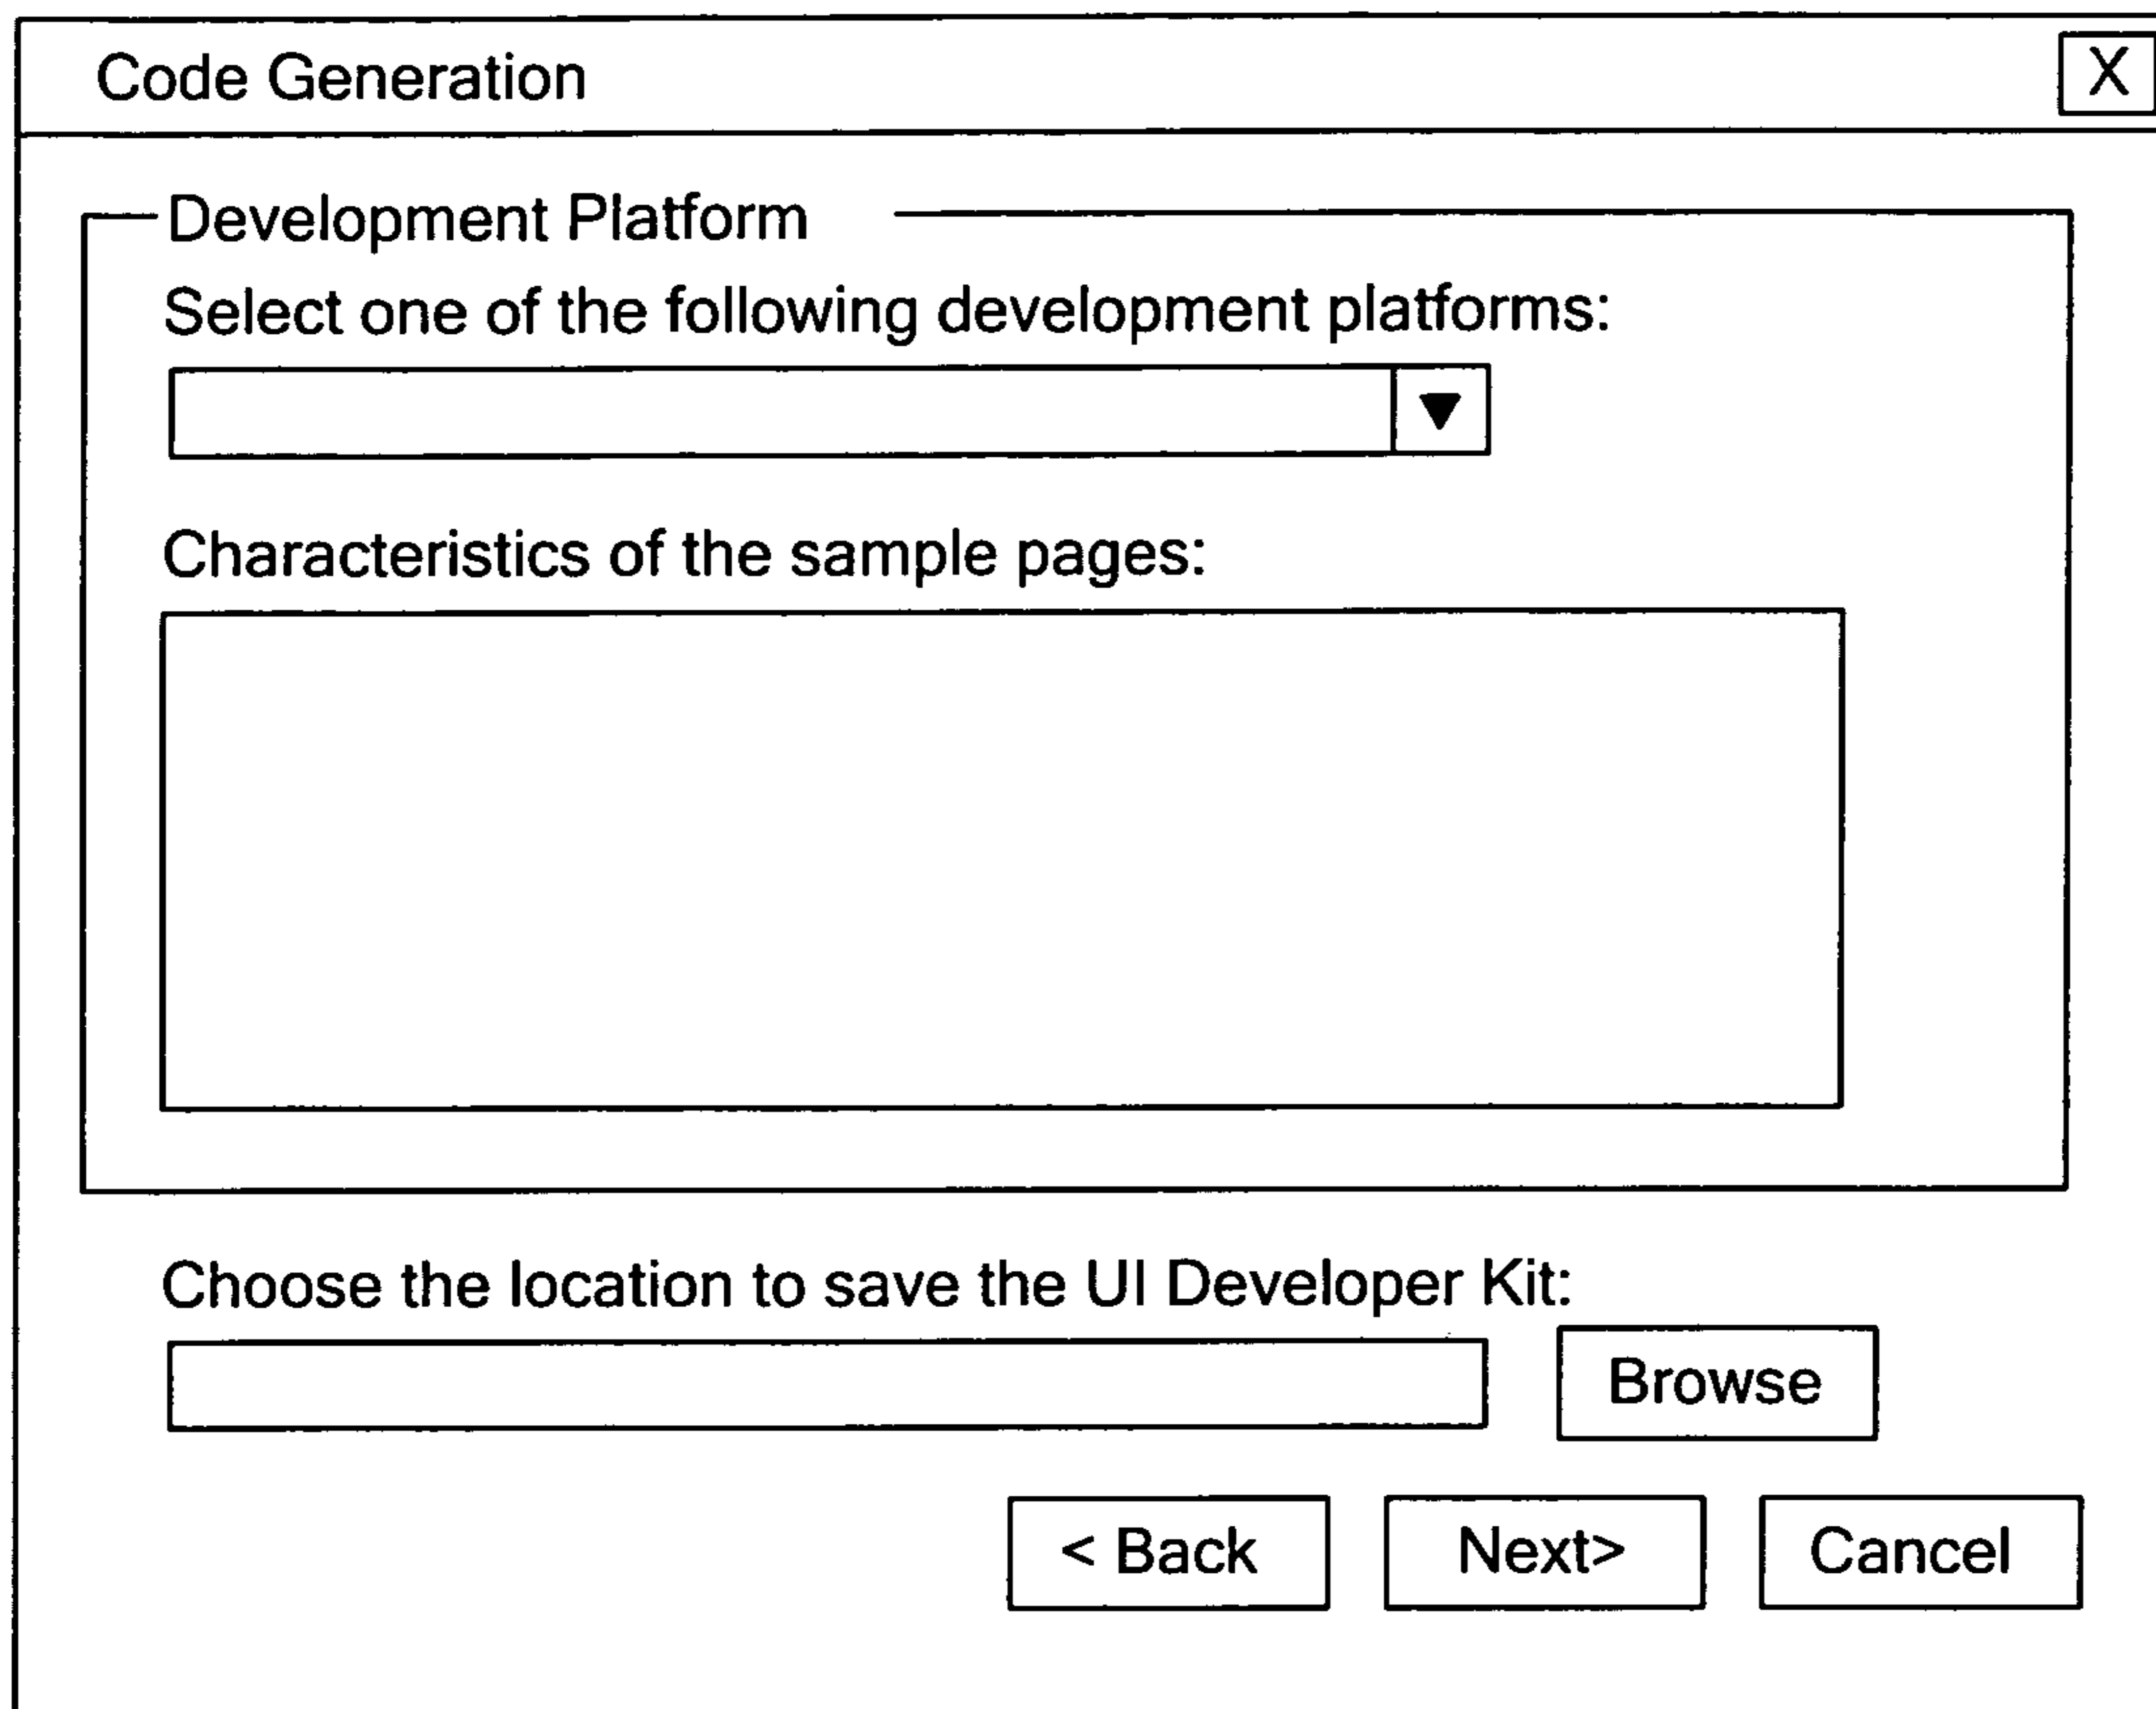 Code Generation X
Development Platform
Select one of the following development platforms:
Characteristics of the sample pages:
Choose the location to save the UI Developer Kit:
Browse
< Back Next> Cancel